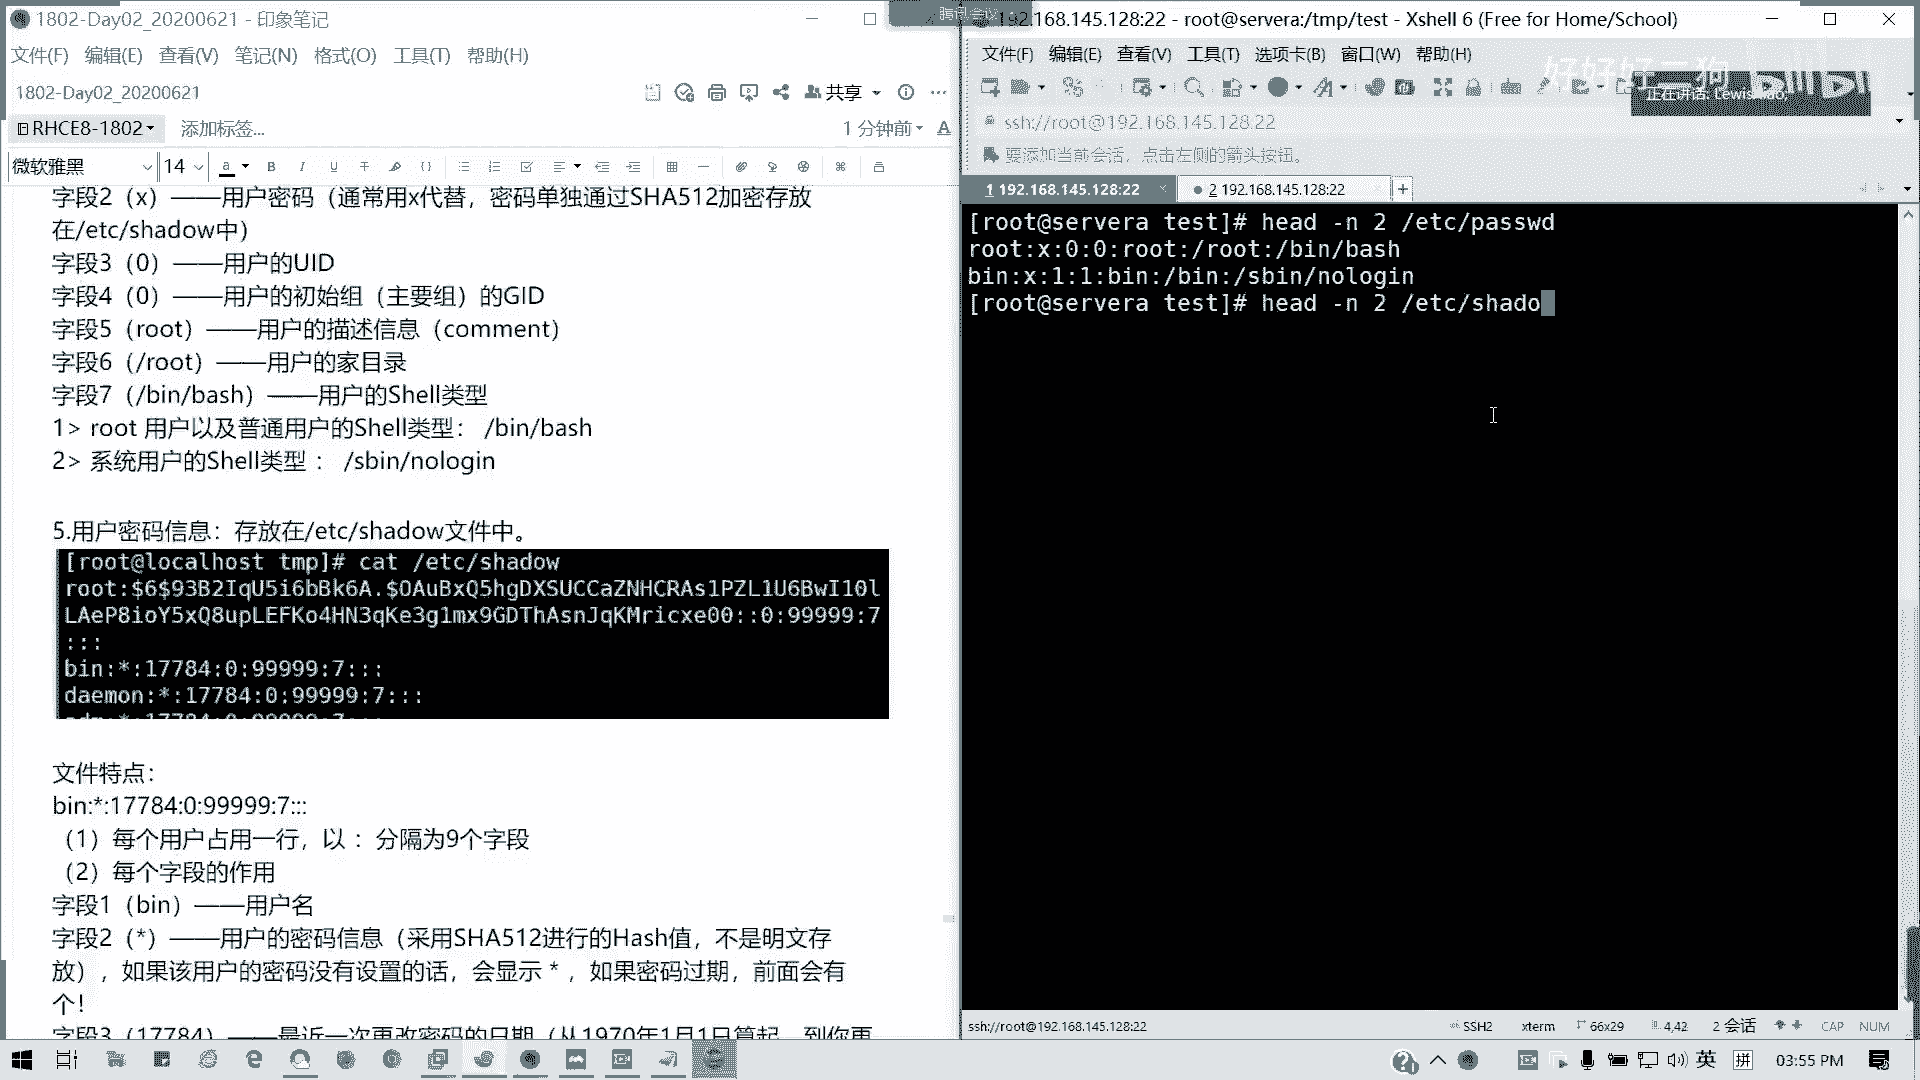 1802-Day02_20200621 - 印象笔记
文件(F) 编辑(E) 查看(V) 笔记(N) 格式(O) 工具(T) 帮助(H)
1802-Day02_20200621
共享
RHCE8-1802 添加标签...
1 分钟前
微软雅黑 14
字段2（x）——用户密码（通常用x代替，密码单独通过SHA512加密存放
在/etc/shadow中）
字段3（0）——用户的UID
字段4（0）——用户的初始组（主要组）的GID
字段5（root）——用户的描述信息（comment）
字段6（/root）——用户的家目录
字段7（/bin/bash）——用户的Shell类型
1> root 用户以及普通用户的Shell类型： /bin/bash
2> 系统用户的Shell类型： /sbin/nologin
5.用户密码信息：存放在/etc/shadow文件中。
[root@localhost tmp]# cat /etc/shadow
root:$6$93B2IqU5i6bBk6A.$OAuBxQ5hgDXSUCCaZNHCRAs1PZL1U6BwI10l
LAeP8ioY5xQ8upLEFKo4HN3qKe3g1mx9GDThAsnJqKMricxe00::0:99999:7
:::
bin:*:17784:0:99999:7:::
daemon:*:17784:0:99999:7:::
adm:*:17784:0:99999:7:::
文件特点：
bin:*:17784:0:99999:7:::
（1）每个用户占用一行，以 ：分隔为9个字段
（2）每个字段的作用
字段1（bin）——用户名
字段2（*）——用户的密码信息（采用SHA512进行的Hash值，不是明文存
放），如果该用户的密码没有设置的话，会显示 * ，如果密码过期，前面会有
个！
字段3（17784）——最近一次更改密码的日期（从1970年1月1日算起，到你更
腾讯会议
192.168.145.128:22 - root@servera:/tmp/test - Xshell 6 (Free for Home/School)
文件(F) 编辑(E) 查看(V) 工具(T) 选项卡(B) 窗口(W) 帮助(H)
好好好二狗 bilibili
正在讲话: Lewis
ssh://root@192.168.145.128:22
要添加当前会话，点击左侧的箭头按钮。
1 192.168.145.128:22
2 192.168.145.128:22
[root@servera test]# head -n 2 /etc/passwd
root:x:0:0:root:/root:/bin/bash
bin:x:1:1:bin:/bin:/sbin/nologin
[root@servera test]# head -n 2 /etc/shado
ssh://root@192.168.145.128:22 SSH2 xterm 66x29 4,42 2 会话 CAP NUM
英 拼 03:55 PM